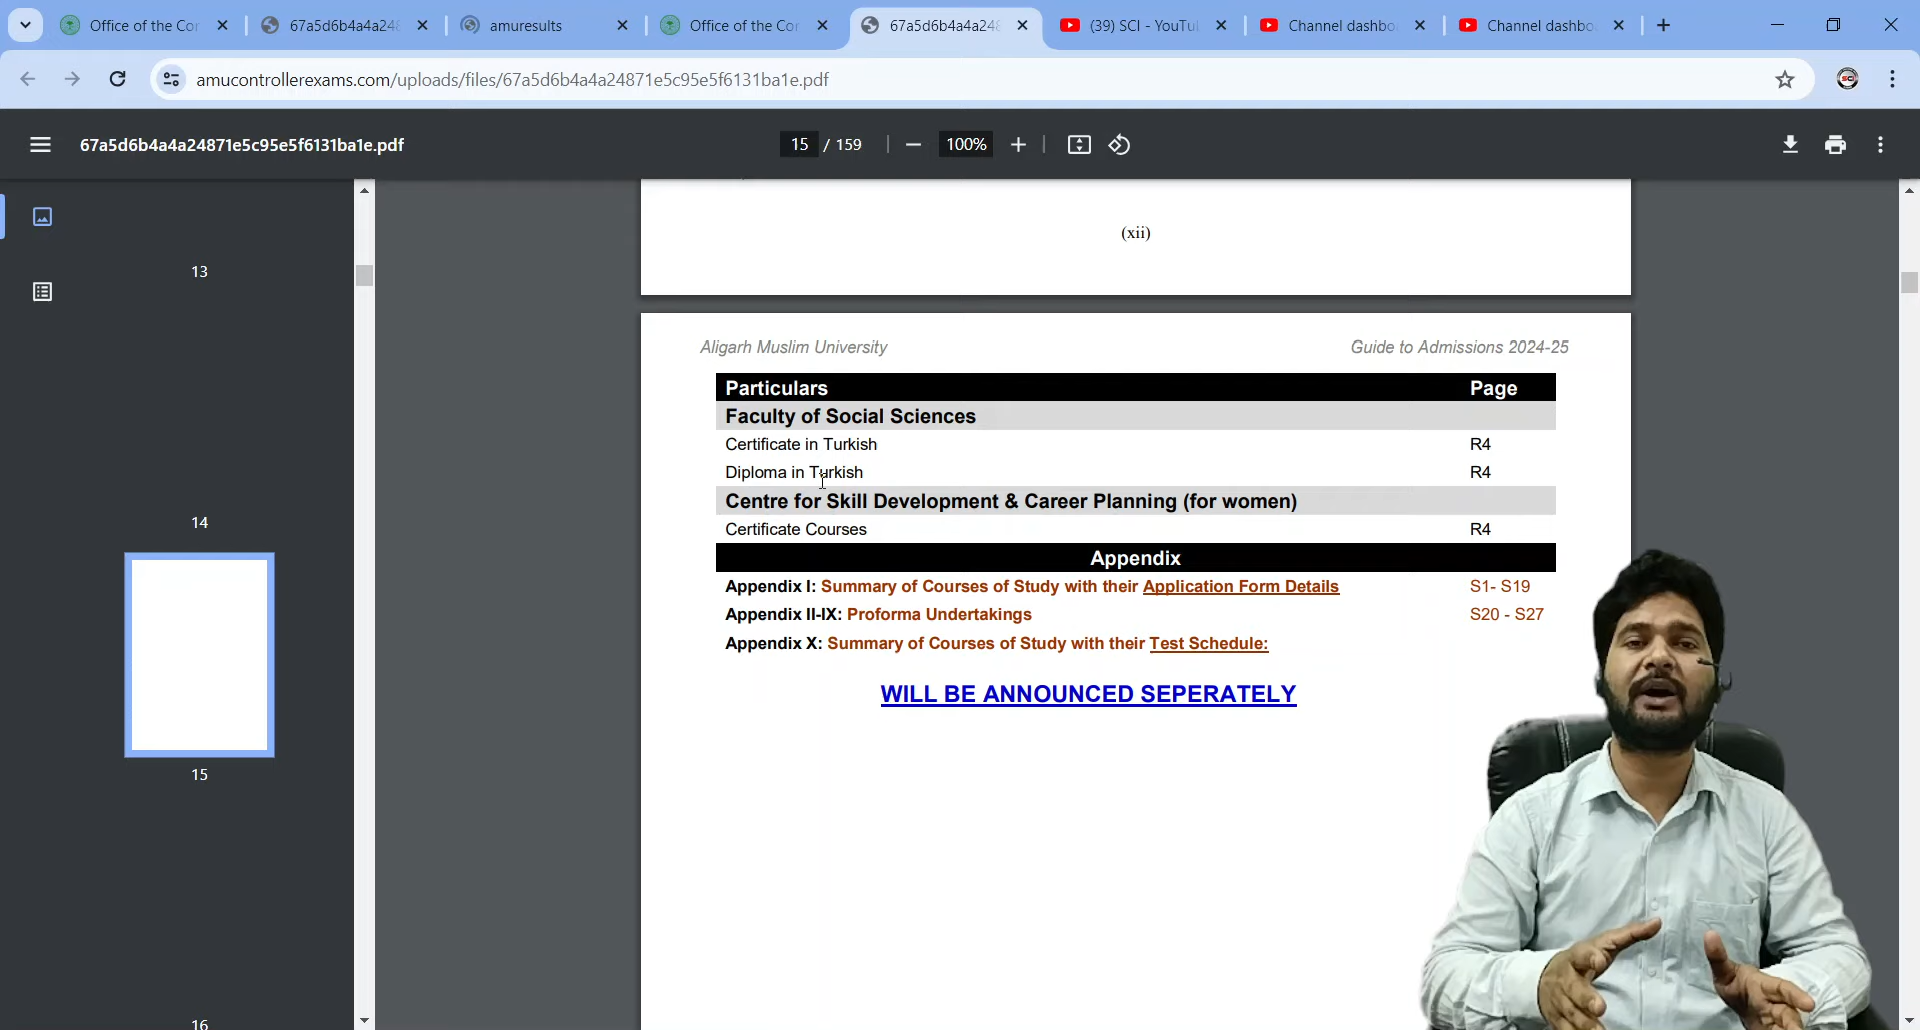 Office of the Cor
67a5d6b4a4a248
amuresults
Office of the Cor
67a5d6b4a4a248
(39) SCI - YouTu
Channel dashbo
Channel dashbo
amucontrollerexams.com/uploads/files/67a5d6b4a4a24871e5c95e5f6131ba1e.pdf
67a5d6b4a4a24871e5c95e5f6131ba1e.pdf
15 / 159
100%
13
14
15
16
(xii)
Aligarh Muslim University Guide to Admissions 2024-25
Particulars Page
Faculty of Social Sciences
Certificate in Turkish R4
Diploma in Turkish R4
Centre for Skill Development & Career Planning (for women)
Certificate Courses R4
Appendix
Appendix I: Summary of Courses of Study with their Application Form Details S1- S19
Appendix II-IX: Proforma Undertakings S20 - S27
Appendix X: Summary of Courses of Study with their Test Schedule:
WILL BE ANNOUNCED SEPERATELY